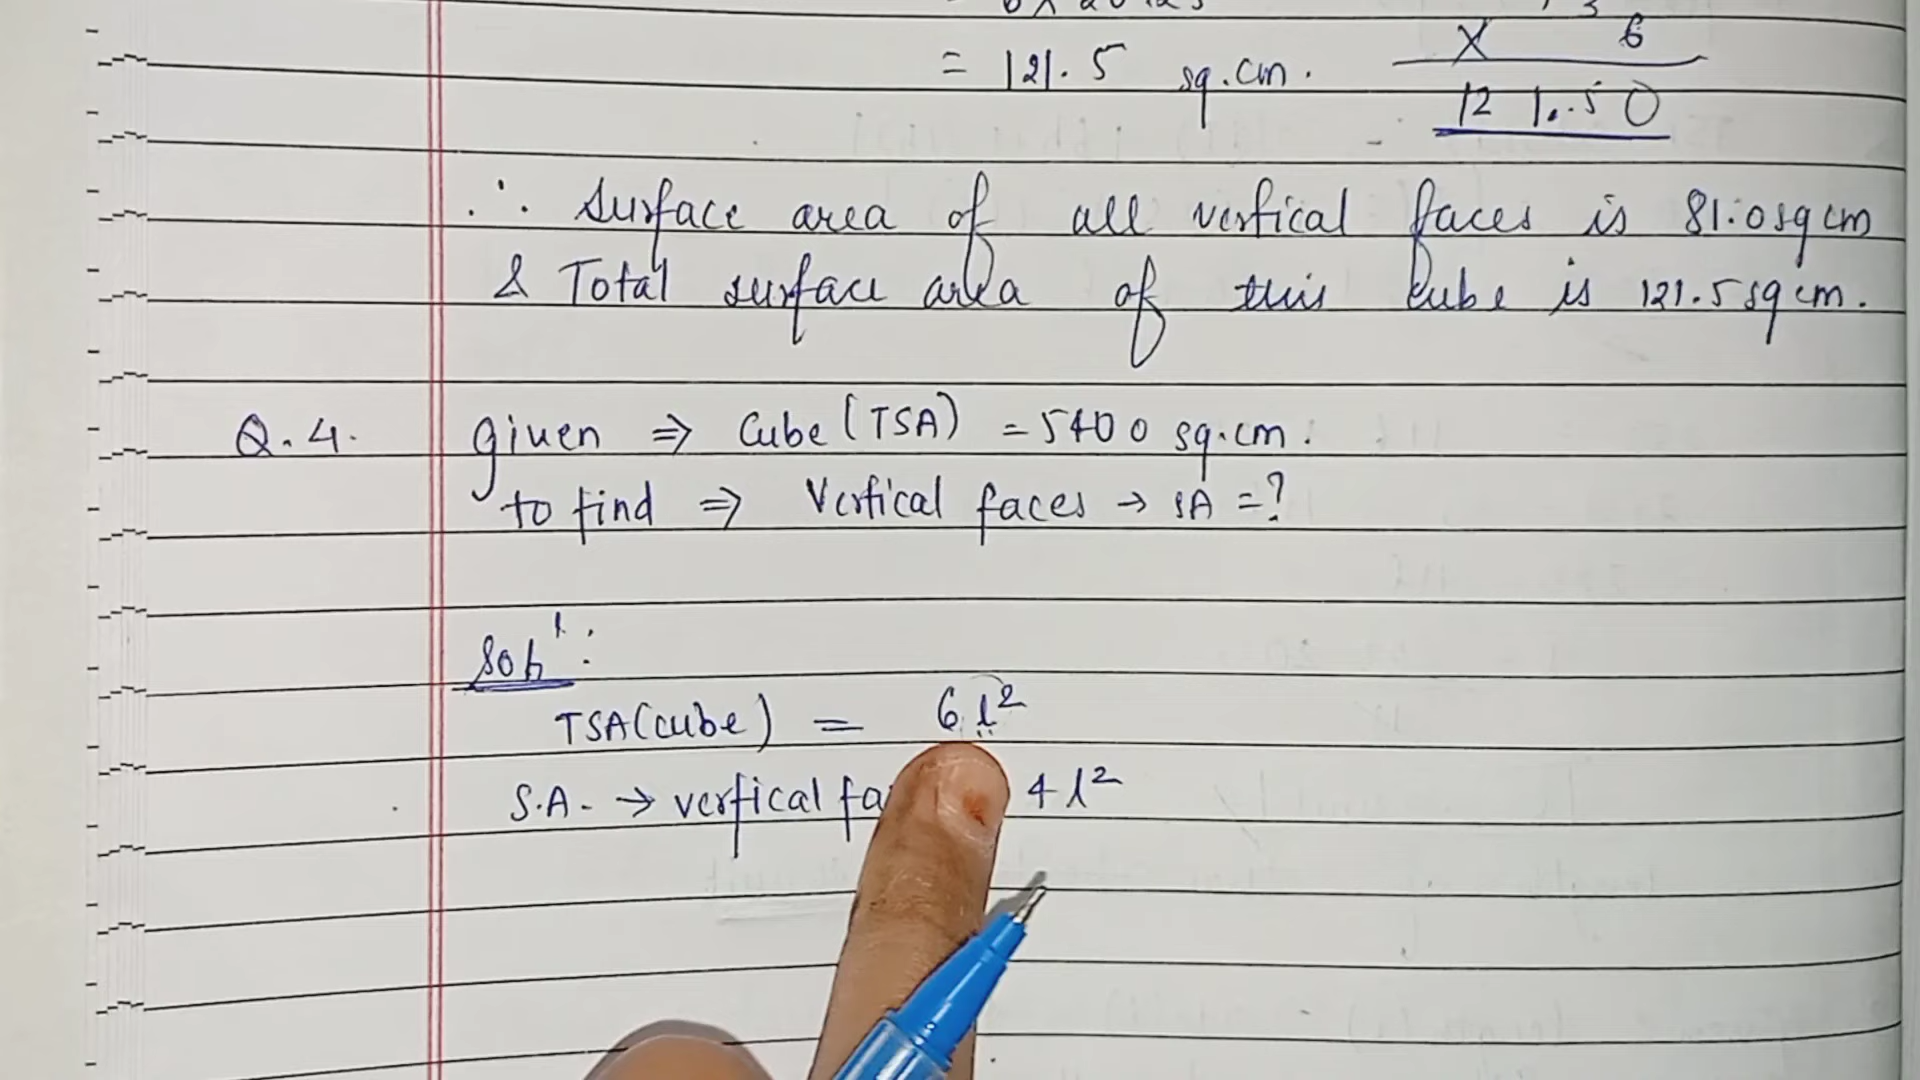 = 121.5 sq.cm.
X 6
121.50
∴ Surface area of all vertical faces is 81.0 sq cm
& Total surface area of this cube is 121.5 sq cm.
Q.4. given ⇒ Cube (TSA) = 5400 sq.cm.
to find ⇒ Vertical faces → SA = ?
Soln:
TSA(cube) = 6l²
S.A. → vertical fa 4l²